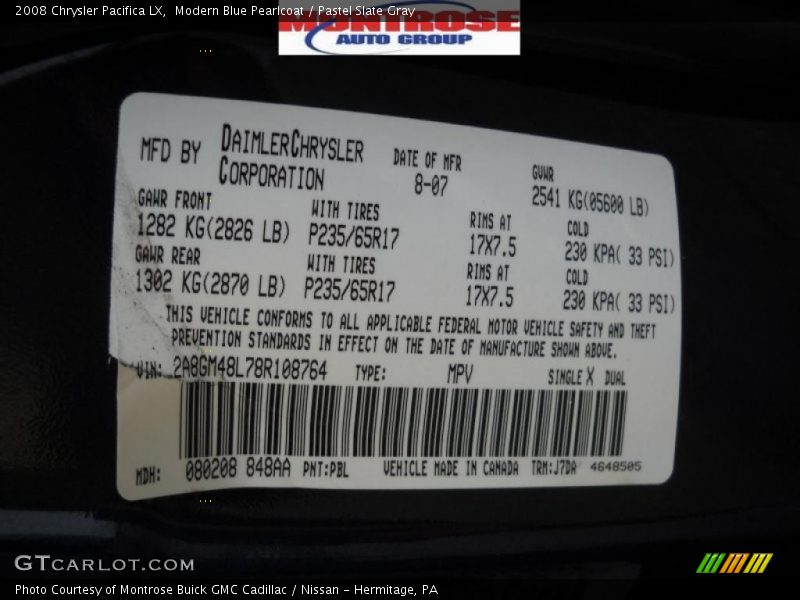 2008 Chrysler Pacifica LX, Modern Blue Pearlcoat / Pastel Slate Gray
MONTROSE
AUTO GROUP
MFD BY DAIMLERCHRYSLER CORPORATION
DATE OF MFR 8-07
GVWR 2541 KG(05600 LB)
GAWR FRONT WITH TIRES RIMS AT COLD
1282 KG(2826 LB) P235/65R17 17X7.5 230 KPA( 33 PSI)
GAWR REAR WITH TIRES RIMS AT COLD
1302 KG(2870 LB) P235/65R17 17X7.5 230 KPA( 33 PSI)
THIS VEHICLE CONFORMS TO ALL APPLICABLE FEDERAL MOTOR VEHICLE SAFETY AND THEFT
PREVENTION STANDARDS IN EFFECT ON THE DATE OF MANUFACTURE SHOWN ABOVE.
VIN: 2A8GM48L78R108764 TYPE: MPV SINGLE X DUAL
MDH: 080208 848AA PNT:PBL VEHICLE MADE IN CANADA TRM:J7DA 4648505
GTCARLOT.COM
Photo Courtesy of Montrose Buick GMC Cadillac / Nissan - Hermitage, PA